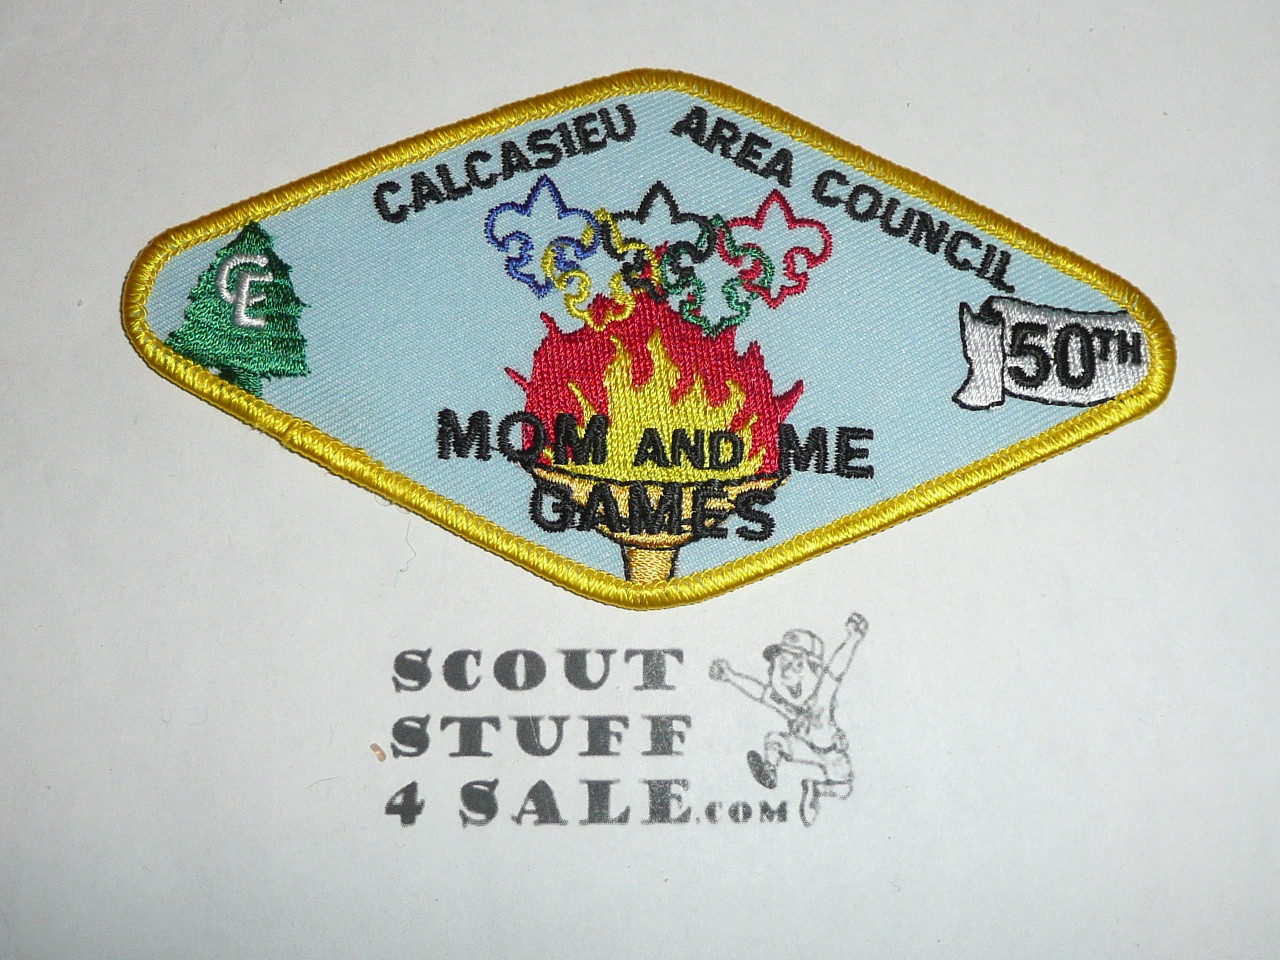 CALCASIEU AREA COUNCIL
CE
50TH
MOM AND ME
GAMES
SCOUT
STUFF
4 SALE.COM